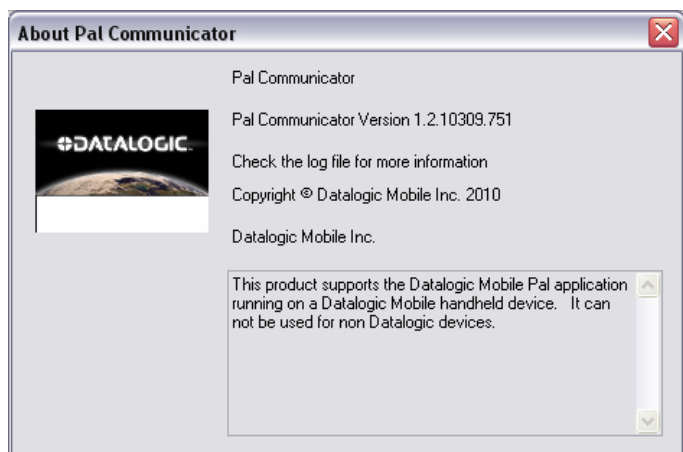 About Pal Communicator
Pal Communicator
DATALOGIC
Pal Communicator Version 1.2.10309.751
Check the log file for more information
Copyright © Datalogic Mobile Inc. 2010
Datalogic Mobile Inc.
This product supports the Datalogic Mobile Pal application
running on a Datalogic Mobile handheld device.   It can
not be used for non Datalogic devices.